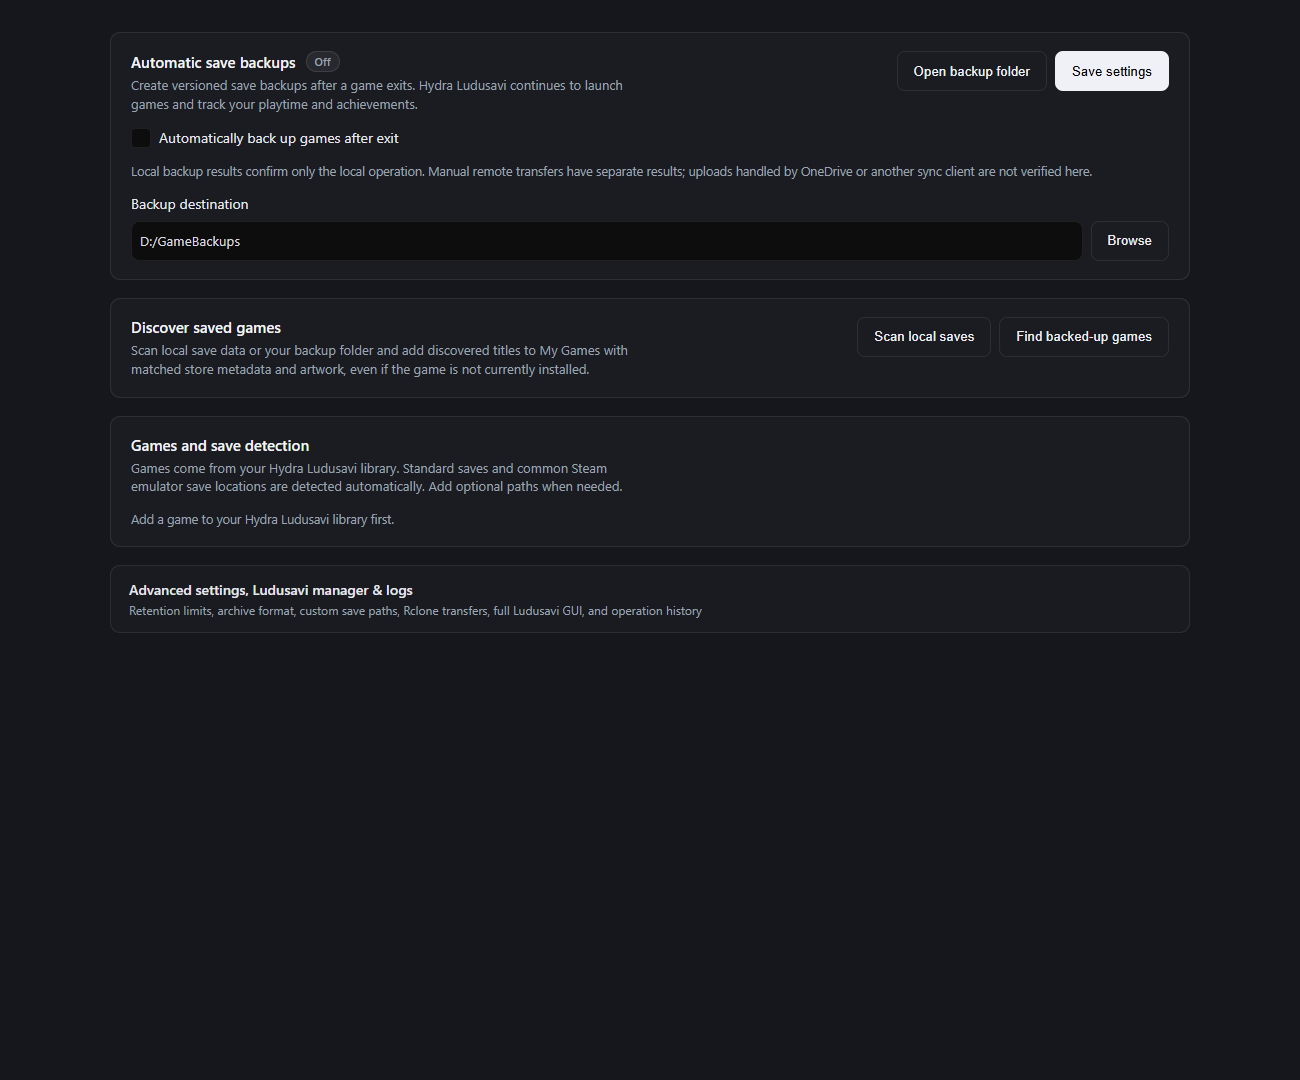 Automatic save backups Off
Open backup folder
Save settings
Create versioned save backups after a game exits. Hydra Ludusavi continues to launch
games and track your playtime and achievements.
Automatically back up games after exit
Local backup results confirm only the local operation. Manual remote transfers have separate results; uploads handled by OneDrive or another sync client are not verified here.
Backup destination
D:/GameBackups
Browse
Discover saved games
Scan local saves
Find backed-up games
Scan local save data or your backup folder and add discovered titles to My Games with
matched store metadata and artwork, even if the game is not currently installed.
Games and save detection
Games come from your Hydra Ludusavi library. Standard saves and common Steam
emulator save locations are detected automatically. Add optional paths when needed.
Add a game to your Hydra Ludusavi library first.
Advanced settings, Ludusavi manager & logs
Retention limits, archive format, custom save paths, Rclone transfers, full Ludusavi GUI, and operation history